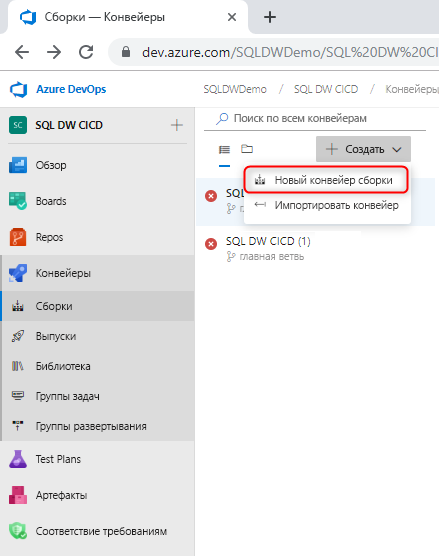 Сборки — Конвейеры
dev.azure.com/SQLDWDemo/SQL%20DW%20CI
Azure DevOps
SQLDWDemo / SQL DW CICD / Конвейеры
SC SQL DW CICD
Поиск по всем конвейерам
Создать
Обзор
Новый конвейер сборки
SQL
Boards
Импортировать конвейер
Repos
SQL DW CICD (1)
главная ветвь
Конвейеры
Сборки
Выпуски
Библиотека
Группы задач
Группы развертывания
Test Plans
Артефакты
Соответствие требованиям